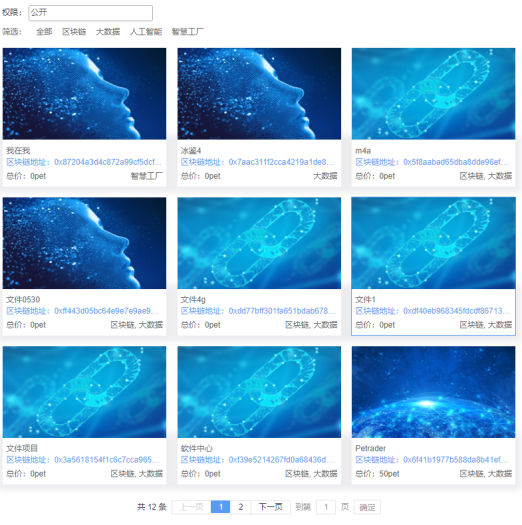 权限： 公开
筛选： 全部 区块链 大数据 人工智能 智慧工厂
我在我
区块链地址：0x87204a3d4c872a99cf5dcf...
总价：0pet 智慧工厂
冰鲨4
区块链地址：0x7aac311f2cca4219a1de8...
总价：0pet 大数据
m4a
区块链地址：0x5f8aabad65dba8dde96ef...
总价：0pet 区块链, 大数据
文件0530
区块链地址：0xff443d05bc64e9e7e9ae9...
总价：0pet 区块链, 大数据
文件4g
区块链地址：0xdd77bff301fa651bdab678...
总价：0pet 区块链, 大数据
文件1
区块链地址：0xdf40eb968345fdcdf86713...
总价：0pet 区块链, 大数据
文件项目
区块链地址：0x3a5618154f1c6c7cca965...
总价：0pet 区块链, 大数据
软件中心
区块链地址：0xf39e5214267fd0a68436d...
总价：0pet 区块链, 大数据
Petrader
区块链地址：0x6f41b1977b588da8b41ef...
总价：50pet 区块链, 大数据
共 12 条 上一页 1 2 下一页 到第 1 页 确定